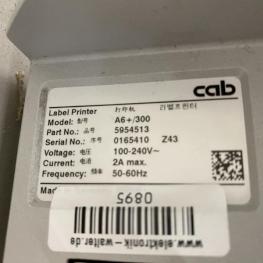 cab
Label Printer 打印机 라벨프린터
Model: 型号 A6+/300
Part No.: 品号 5954513
Serial No.: 序号 0165410 Z43
Voltage: 电压 100-240V~
Current: 电流 2A max.
Frequency: 频率 50-60Hz
Made
0895
www.elektronik-walter.de